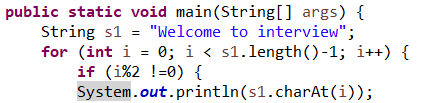 public static void main(String[] args) {
String s1 = "Welcome to interview";
for (int i = 0; i < s1.length()-1; i++) {
if (i%2 !=0) {
System.out.println(s1.charAt(i));